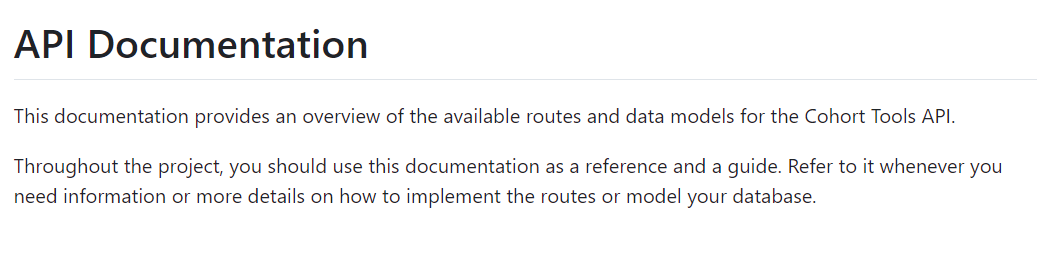 API Documentation
This documentation provides an overview of the available routes and data models for the Cohort Tools API.
Throughout the project, you should use this documentation as a reference and a guide. Refer to it whenever you
need information or more details on how to implement the routes or model your database.